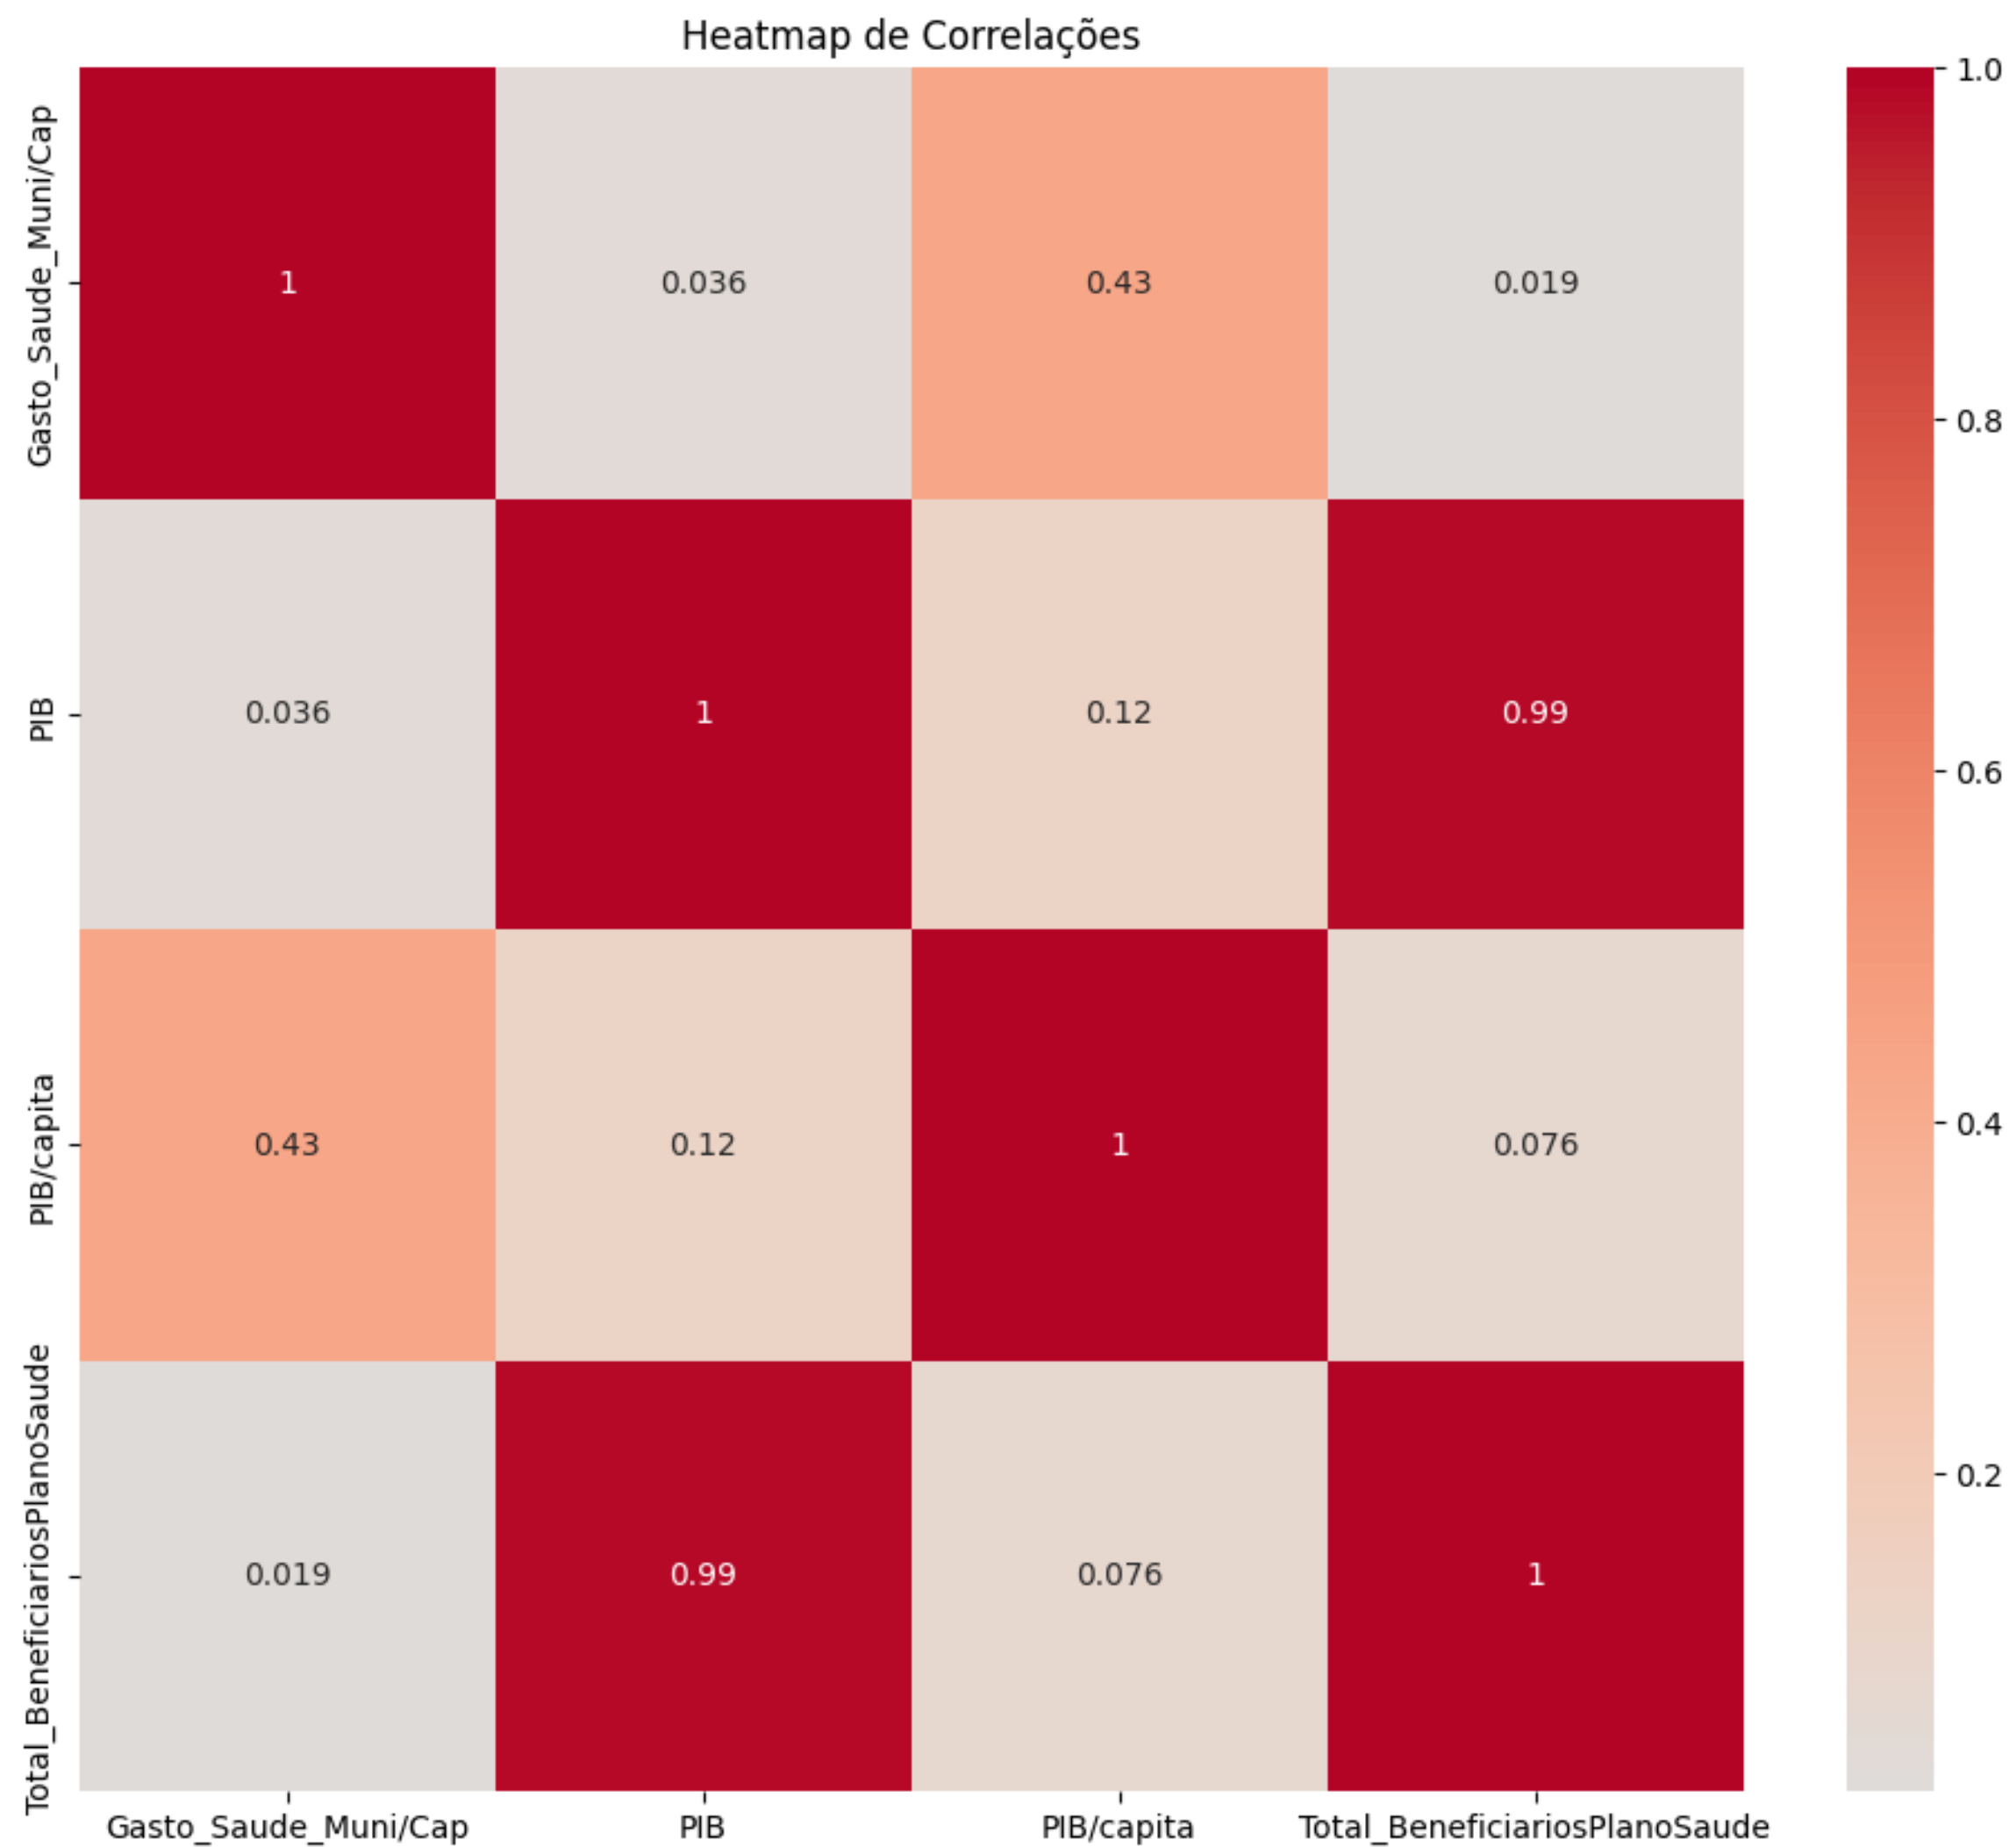 Heatmap de Correlações
Gasto_Saude_Muni/Cap
1
0.036
0.43
0.019
PIB
0.036
1
0.12
0.99
PIB/capita
0.43
0.12
1
0.076
Total_BeneficiariosPlanoSaude
0.019
0.99
0.076
1
Gasto_Saude_Muni/Cap
PIB
PIB/capita
Total_BeneficiariosPlanoSaude
1.0
0.8
0.6
0.4
0.2